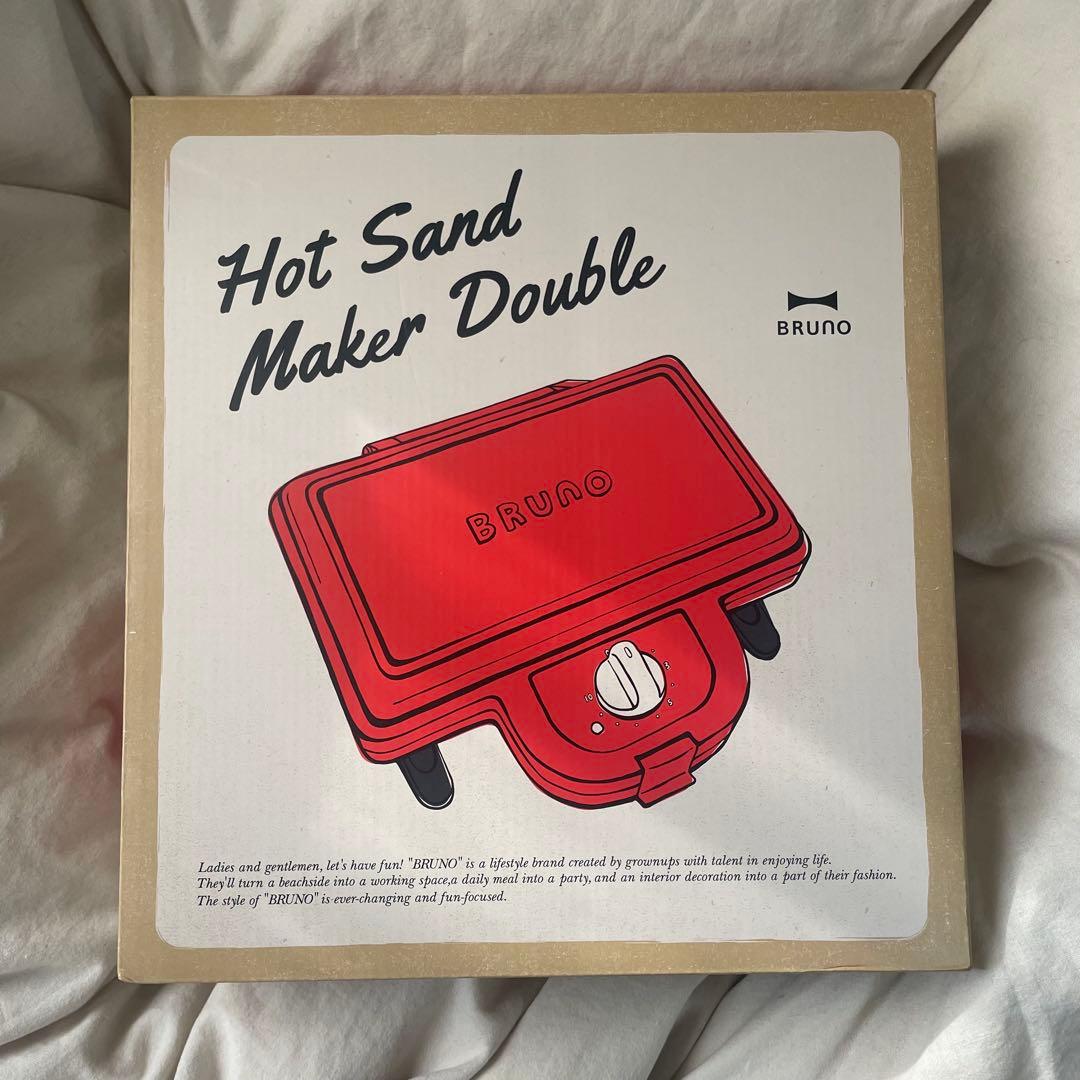 Hot Sand
Maker Double
BRUNO
BRUNO
5
10
Ladies and gentlemen, let's have fun! "BRUNO" is a lifestyle brand created by grownups with talent in enjoying life.
They'll turn a beachside into a working space,a daily meal into a party, and an interior decoration into a part of their fashion.
The style of "BRUNO" is ever-changing and fun-focused.